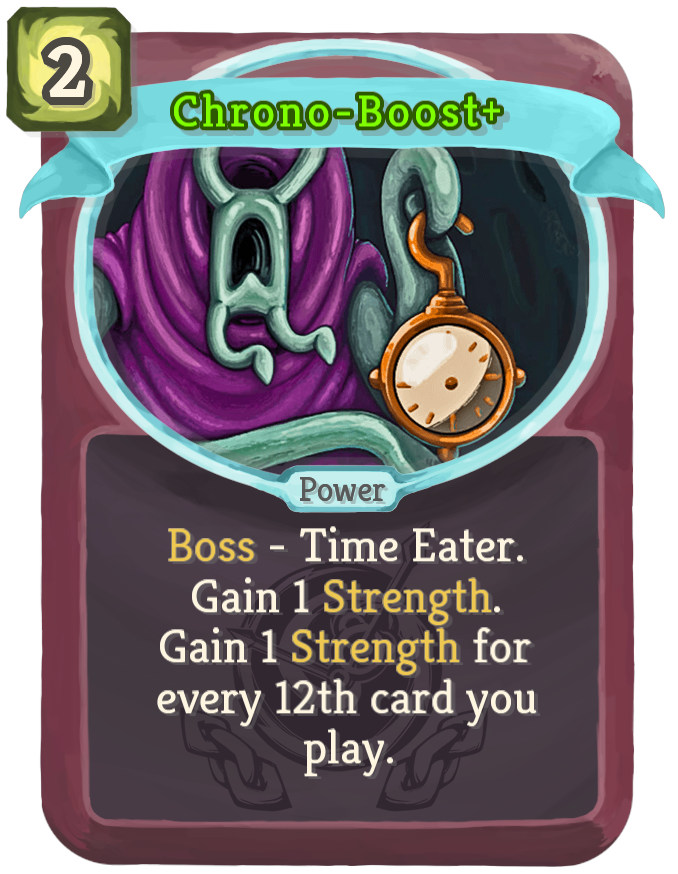 2
Chrono-Boost+
Power
Boss - Time Eater.
Gain 1 Strength.
Gain 1 Strength for
every 12th card you
play.